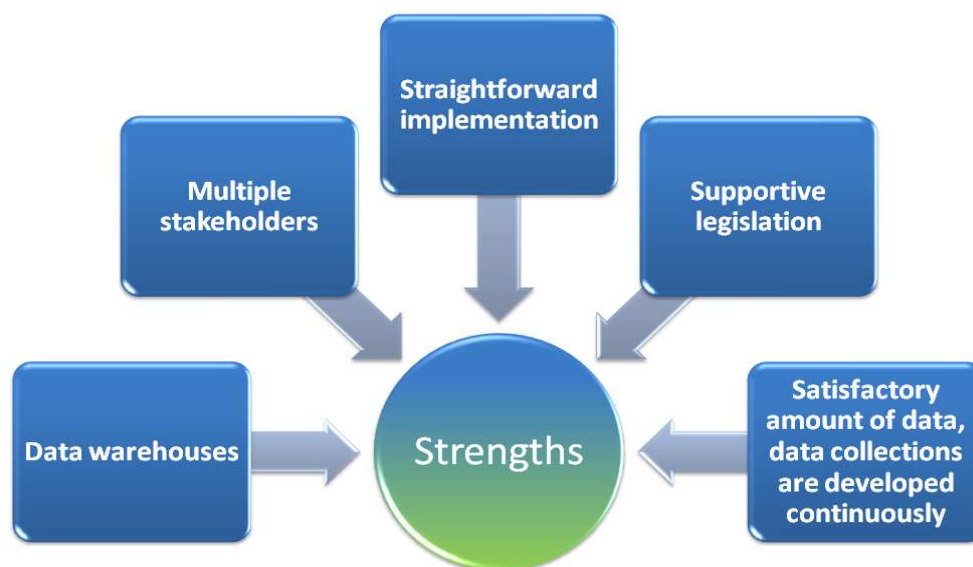 Straightforward
implementation
Multiple
stakeholders
Supportive
legislation
Data warehouses
Strengths
Satisfactory
amount of data,
data collections
are developed
continuously